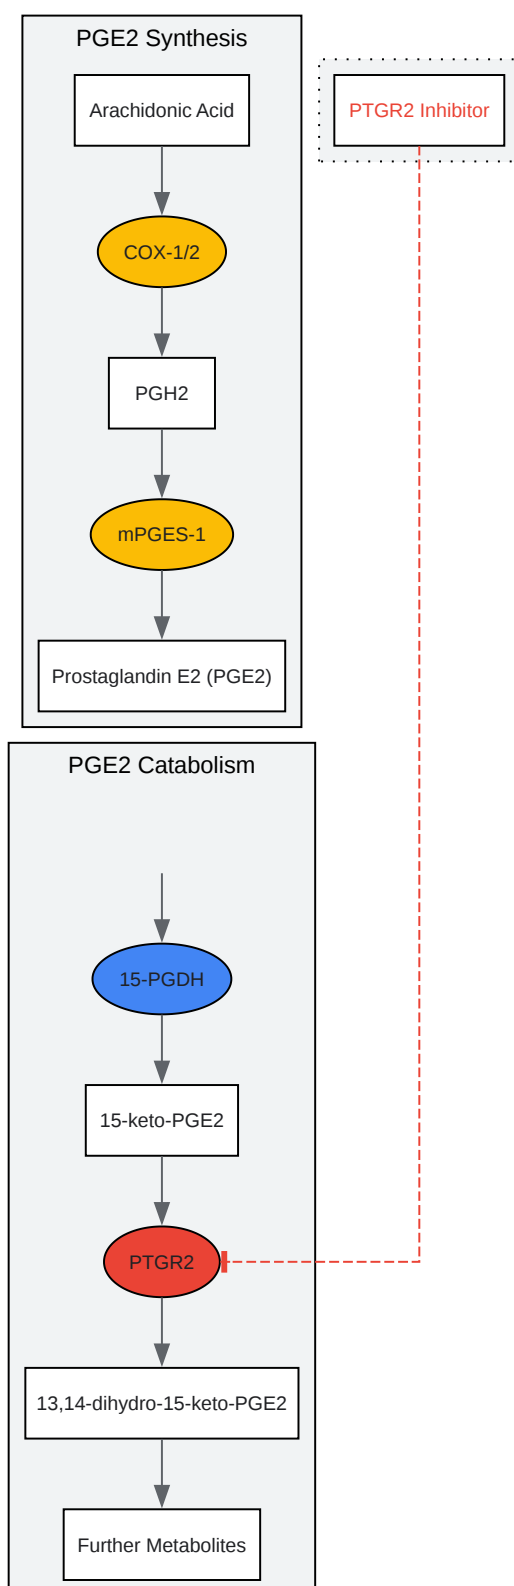 PGE2 Synthesis
Arachidonic Acid
PTGR2 Inhibitor
COX-1/2
PGH2
mPGES-1
Prostaglandin E2 (PGE2)
PGE2 Catabolism
15-PGDH
15-keto-PGE2
PTGR2
13,14-dihydro-15-keto-PGE2
Further Metabolites